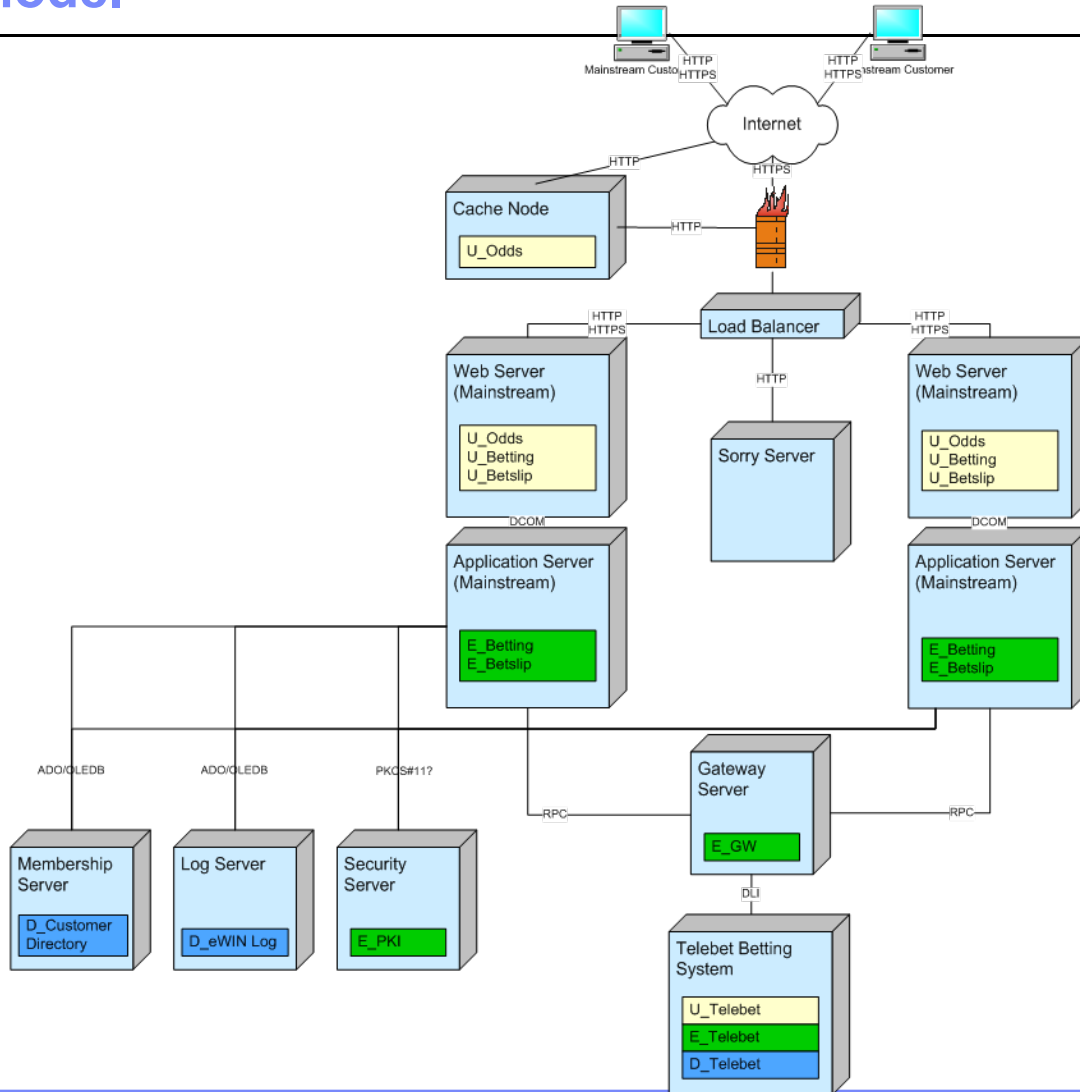 HTTP
HTTPS
HTTP
HTTPS
Mainstream Custo
nstream Customer
Internet
HTTP
HTTPS
Cache Node
U_Odds
HTTP
Load Balancer
HTTP
HTTPS
HTTP
HTTPS
Web Server
(Mainstream)
U_Odds
U_Betting
U_Betslip
HTTP
Sorry Server
Web Server
(Mainstream)
U_Odds
U_Betting
U_Betslip
DCOM
DCOM
Application Server
(Mainstream)
E_Betting
E_Betslip
Application Server
(Mainstream)
E_Betting
E_Betslip
ADO/OLEDB
ADO/OLEDB
PKCS#11?
Gateway
Server
E_GW
RPC
RPC
DLI
Membership
Server
D_Customer
Directory
Log Server
D_eWIN Log
Security
Server
E_PKI
Telebet Betting
System
U_Telebet
E_Telebet
D_Telebet